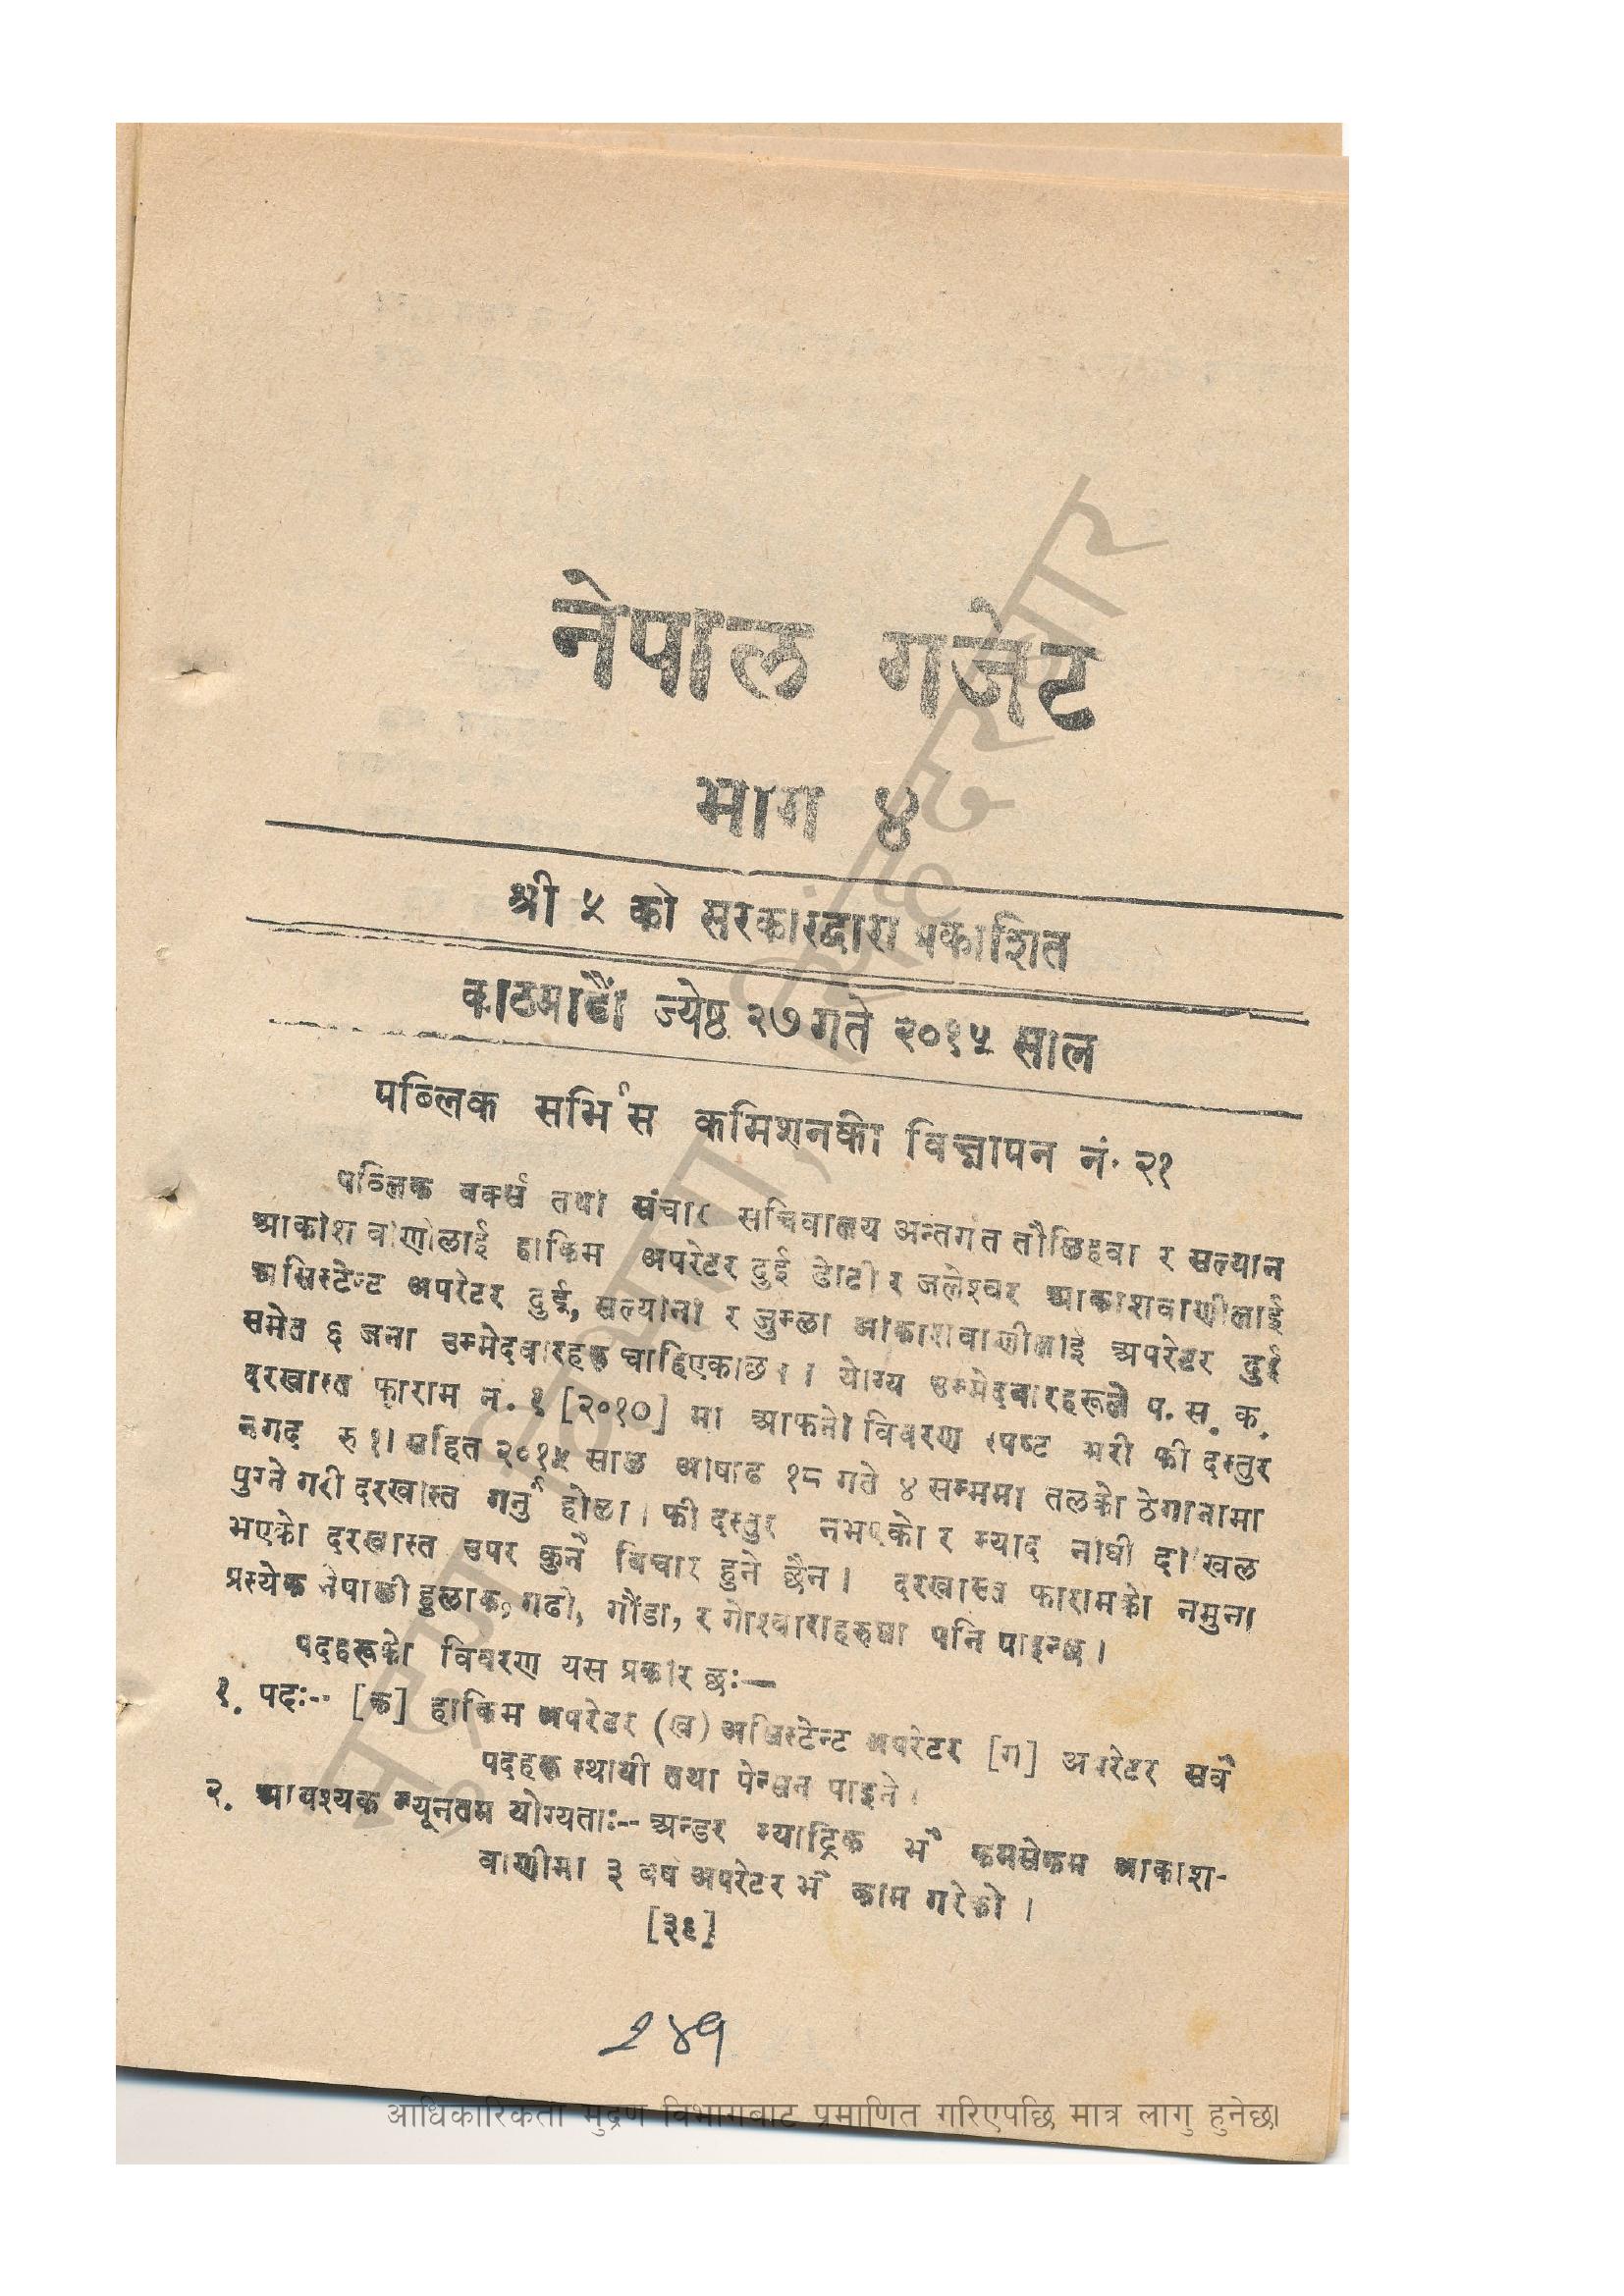 नेपाल गजेट
भाग ४
श्री ५ को सरकारद्वारा प्रकाशित
काठमाडौं ज्येष्ठ २७ गते २०१५ साल
पब्लिक सर्भिस कमिशनको विज्ञापन नं. २१
पब्लिक वर्क्स तथा संचार सचिवालय अन्तर्गत तौलिहवा र सल्यान
आकाश वाणीलाई हाकिम अपरेटर दुई डोटी र जलेश्वर आकाशवाणीलाई
असिस्टेन्ट अपरेटर दुई, सल्याना र जुम्ला आकाशवाणीलाई अपरेटर दुई
समेत ६ जना उम्मेदवारहरू चाहिएकाछन् । योग्य उम्मेदवारहरूले प. स. क.
दरखास्त फाराम नं. १ [२०१०] मा आफ्नो विवरण स्पष्ट भरी फी दस्तुर
नगद रु १। सहित २०१५ साल आषाढ १८ गते ४ सम्ममा तलको ठेगानामा
पुग्ने गरी दरखास्त गर्नु होला । फी दस्तुर नभएको र म्याद नाघी दाखिल
भएको दरखास्त उपर कुनै विचार हुने छैन । दरखास्त फारामको नमुना
प्रत्येक नेपाली हुलाक, गढी, गौंडा, र गोश्वाराहरुमा पनि पाइन्छ ।
पदहरूको विवरण यस प्रकार छः—
१. पदः-- [क] हाकिम अपरेटर (ख) असिस्टेन्ट अपरेटर [ग] अपरेटर सबै
पदहरू स्थायी तथा पेन्सन पाइने ।
२. आवश्यक न्यूनतम योग्यताः-- अन्डर म्याट्रिक भै कमसेकम आकाश-
वाणीमा ३ वर्ष अपरेटर भै काम गरेको ।
[३९]
२४१
मुद्रण विभाग, सिंहदरबार
आधिकारिकता मुद्रण विभागबाट प्रमाणित गरिएपछि मात्र लागु हुनेछ।